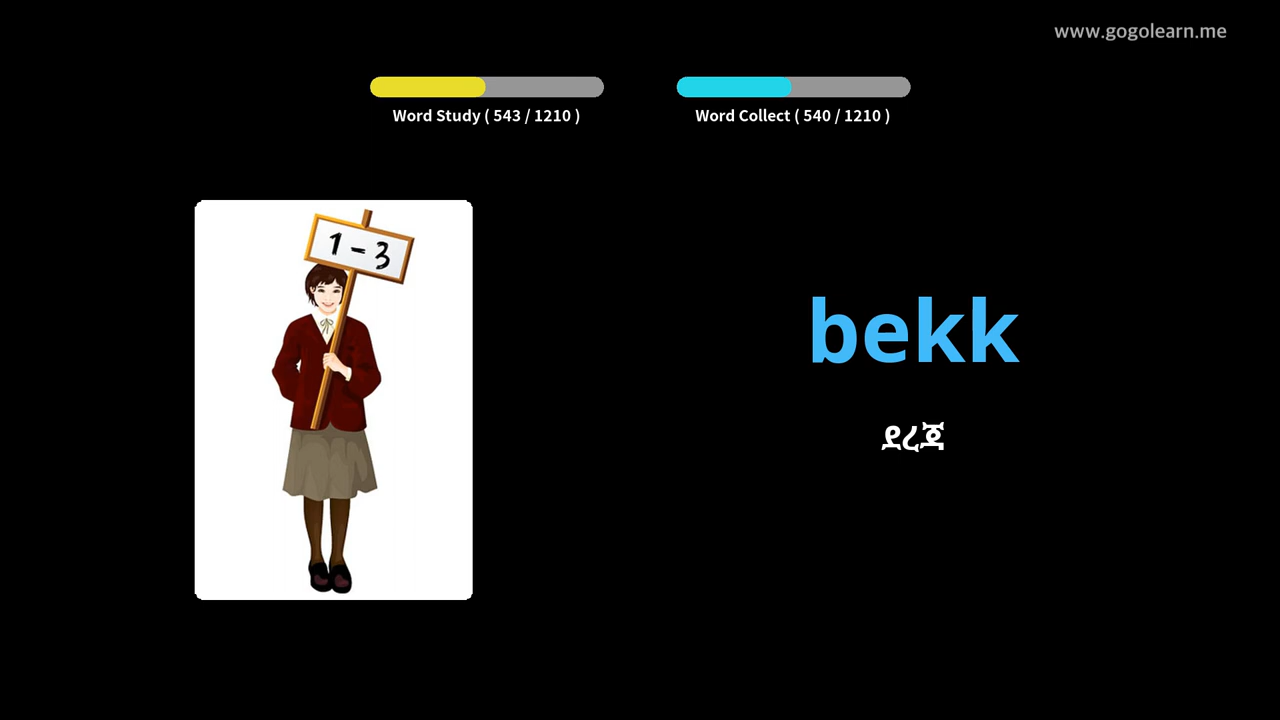 www.gogolearn.me
Word Study ( 543 / 1210 )
Word Collect ( 540 / 1210 )
1 - 3
bekk
ደረጃ